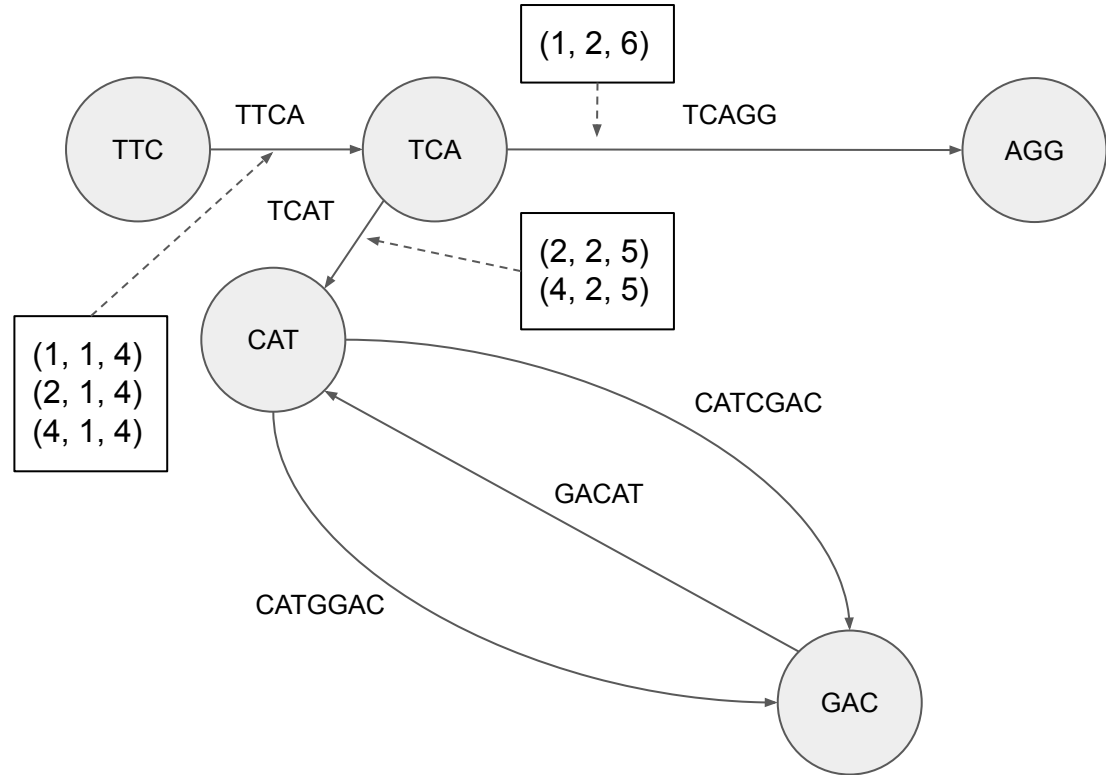 (1, 2, 6)
TTCA
TCAGG
TTC
TCA
AGG
TCAT
(2, 2, 5)
(4, 2, 5)
CAT
(1, 1, 4)
(2, 1, 4)
(4, 1, 4)
CATCGAC
GACAT
CATGGAC
GAC